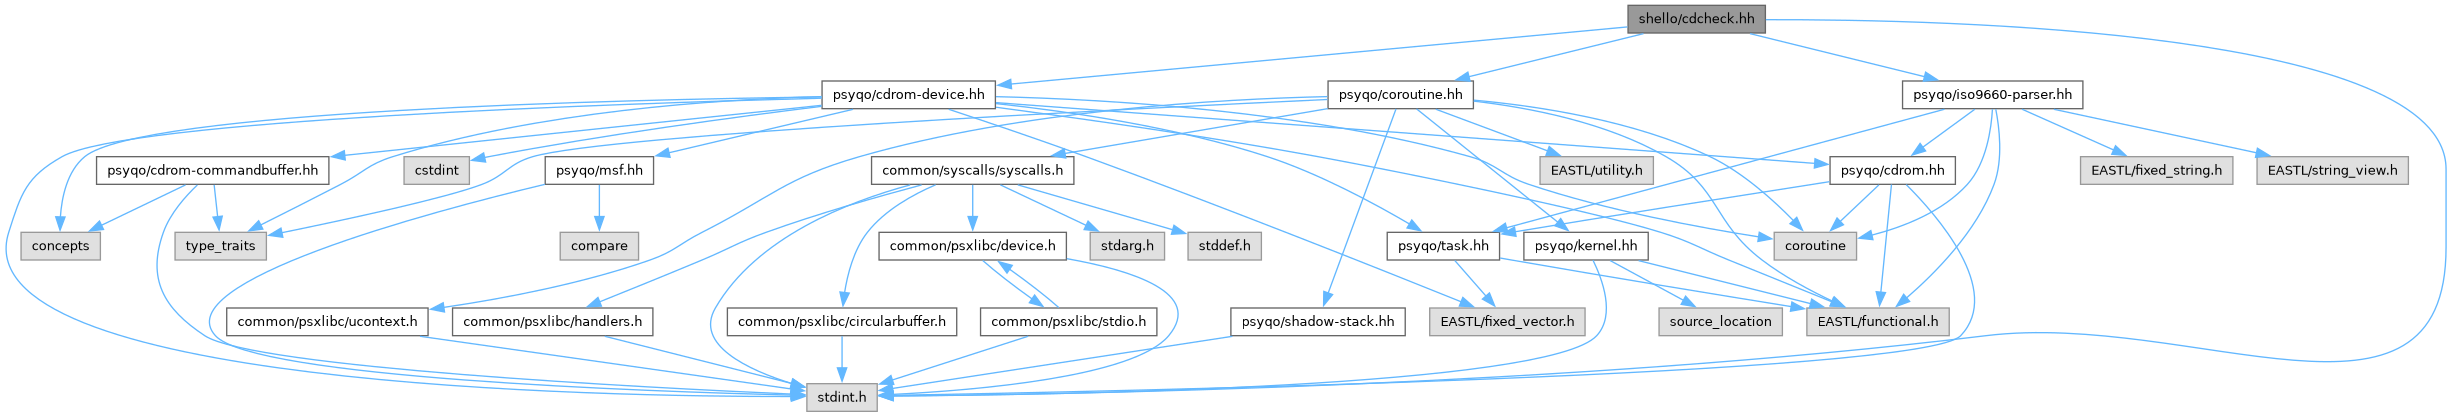 shello/cdcheck.hh
psyqo/cdrom-device.hh
psyqo/coroutine.hh
psyqo/iso9660-parser.hh
psyqo/cdrom-commandbuffer.hh
cstdint
psyqo/msf.hh
common/syscalls/syscalls.h
EASTL/utility.h
psyqo/cdrom.hh
EASTL/fixed_string.h
EASTL/string_view.h
concepts
type_traits
compare
common/psxlibc/device.h
stdarg.h
stddef.h
psyqo/task.hh
psyqo/kernel.hh
coroutine
common/psxlibc/ucontext.h
common/psxlibc/handlers.h
common/psxlibc/circularbuffer.h
common/psxlibc/stdio.h
psyqo/shadow-stack.hh
EASTL/fixed_vector.h
source_location
EASTL/functional.h
stdint.h